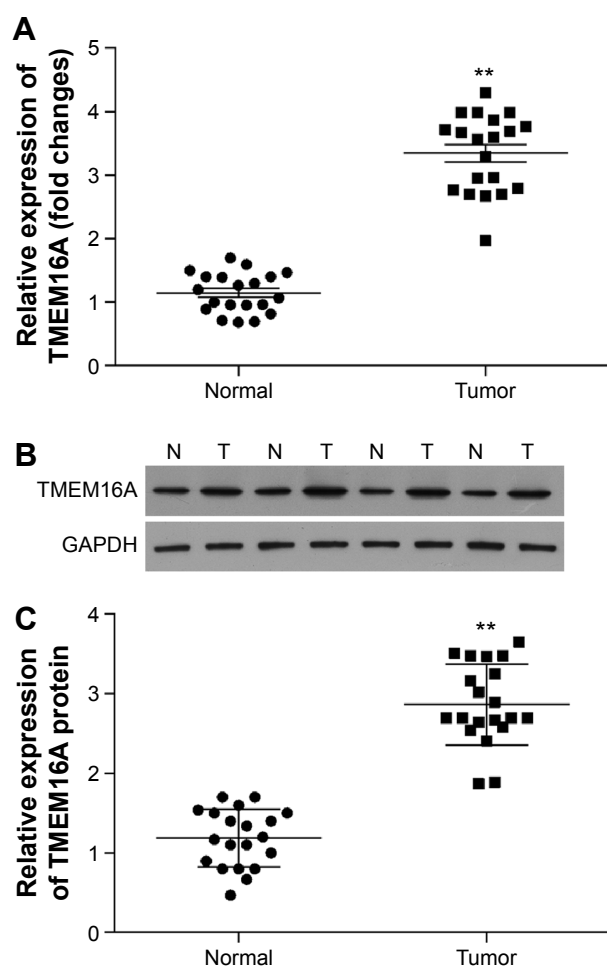 A
Relative expression of
TMEM16A (fold changes)
5
4
3
2
1
0
**
Normal
Tumor
B
N T N T N T N T
TMEM16A
GAPDH
C
Relative expression
of TMEM16A protein
4
3
2
1
0
**
Normal
Tumor